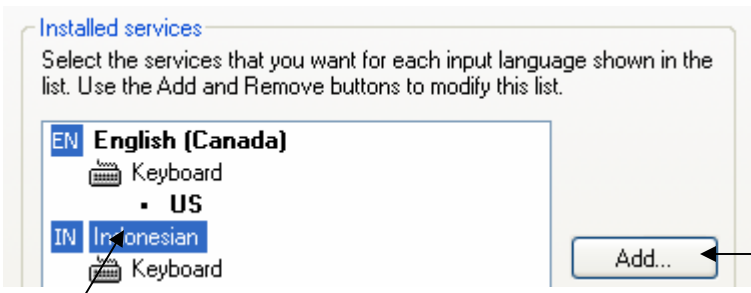 Installed services
Select the services that you want for each input language shown in the
list. Use the Add and Remove buttons to modify this list.
EN English (Canada)
Keyboard
• US
IN Indonesian
Add...
Keyboard